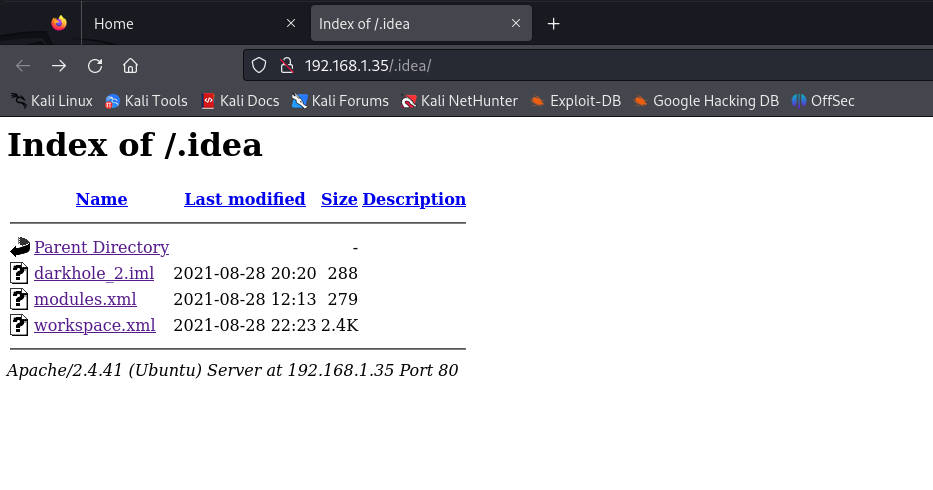 Home
Index of /.idea
192.168.1.35/.idea/
Kali Linux Kali Tools Kali Docs Kali Forums Kali NetHunter Exploit-DB Google Hacking DB OffSec
Index of /.idea
Name Last modified Size Description
Parent Directory -
darkhole_2.iml 2021-08-28 20:20 288
modules.xml 2021-08-28 12:13 279
workspace.xml 2021-08-28 22:23 2.4K
Apache/2.4.41 (Ubuntu) Server at 192.168.1.35 Port 80